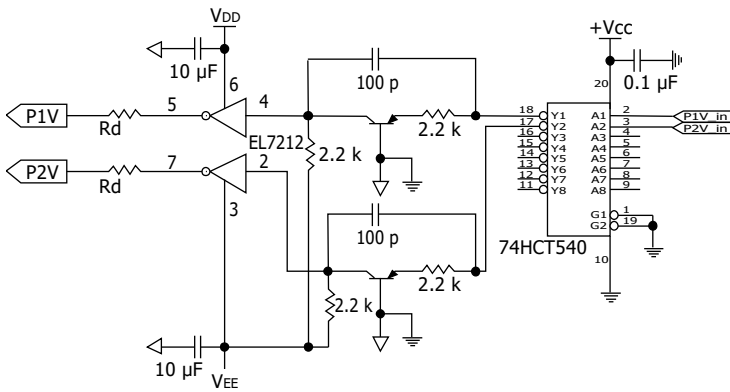 VDD
+Vcc
10 µF
6
100 p
20
0.1 µF
P1V
5
4
18
Y1
A1
2
P1V_in
17
Y2
A2
3
P2V_in
Rd
EL7212
2.2 k
2.2 k
16
Y3
A3
4
15
Y4
A4
5
14
Y5
A5
6
P2V
7
2
13
Y6
A6
7
12
Y7
A7
8
11
Y8
A8
9
Rd
3
G1
1
G2
19
100 p
74HCT540
10
2.2 k
2.2 k
10 µF
VEE